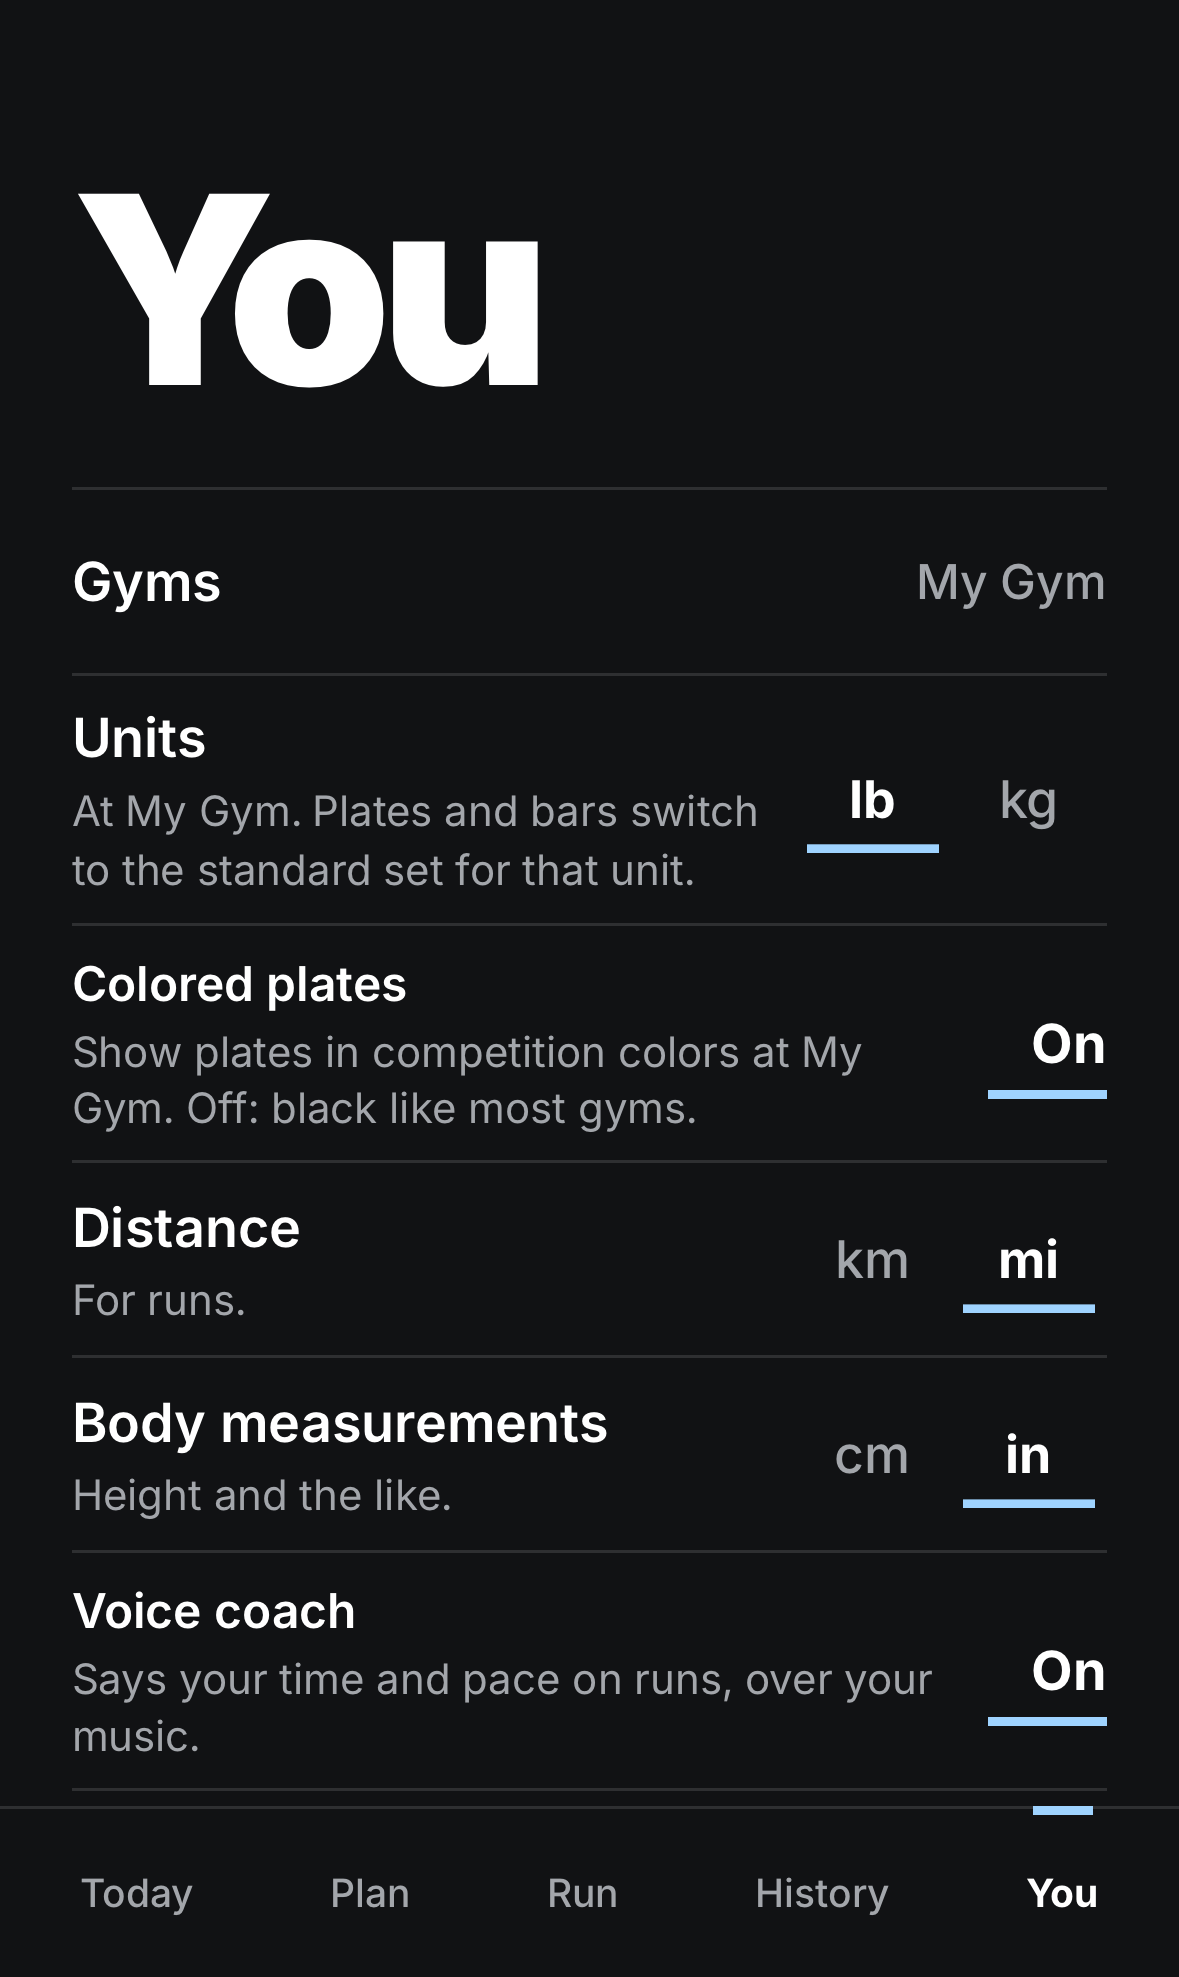 You
Gyms
My Gym
Units
At My Gym. Plates and bars switch
to the standard set for that unit.
lb
kg
Colored plates
Show plates in competition colors at My
Gym. Off: black like most gyms.
On
Distance
For runs.
km
mi
Body measurements
Height and the like.
cm
in
Voice coach
Says your time and pace on runs, over your
music.
On
Today
Plan
Run
History
You